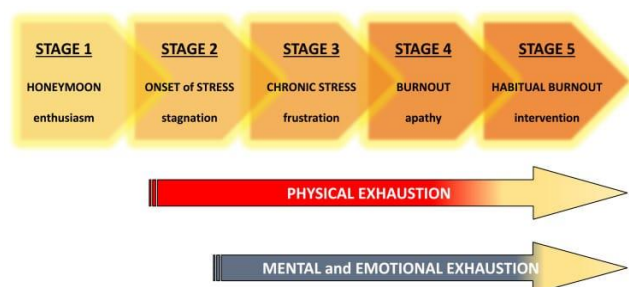 STAGE 1
HONEYMOON
enthusiasm
STAGE 2
ONSET of STRESS
stagnation
STAGE 3
CHRONIC STRESS
frustration
STAGE 4
BURNOUT
apathy
STAGE 5
HABITUAL BURNOUT
intervention
PHYSICAL EXHAUSTION
MENTAL and EMOTIONAL EXHAUSTION